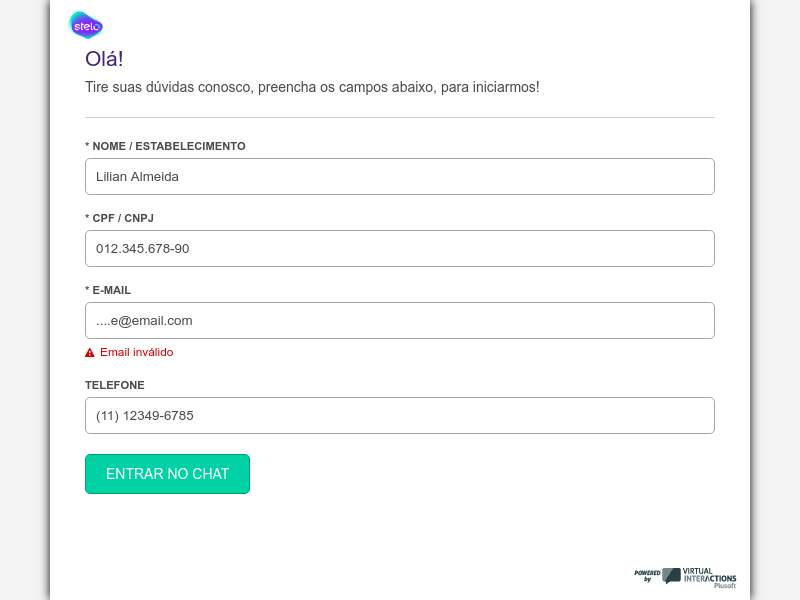 stelo
Olá!
Tire suas dúvidas conosco, preencha os campos abaixo, para iniciarmos!
* NOME / ESTABELECIMENTO
Lilian Almeida
* CPF / CNPJ
012.345.678-90
* E-MAIL
....e@email.com
Email inválido
TELEFONE
(11) 12349-6785
ENTRAR NO CHAT
POWERED by VIRTUAL INTERACTIONS
Plusoft